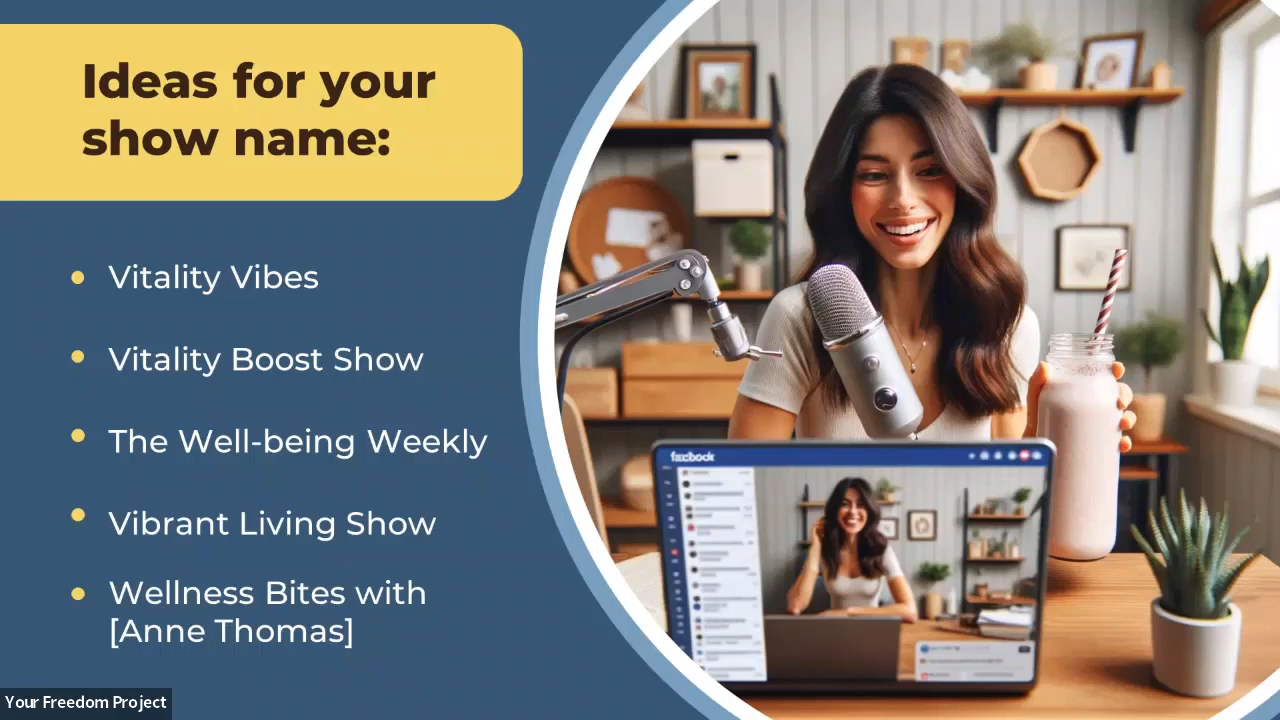 Ideas for your
show name:
Vitality Vibes
Vitality Boost Show
The Well-being Weekly
Vibrant Living Show
Wellness Bites with
[Anne Thomas]
Your Freedom Project